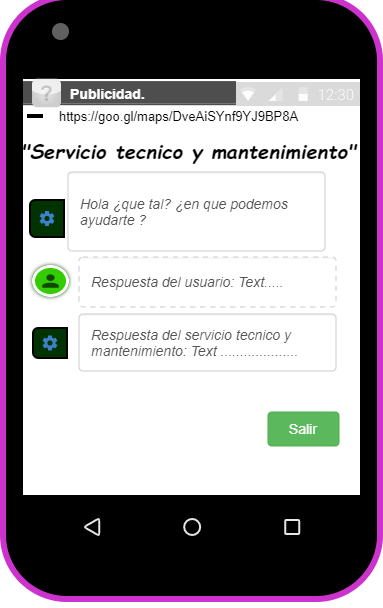 ? Publicidad. 12:30
https://goo.gl/maps/DveAiSYnf9YJ9BP8A
"Servicio tecnico y mantenimiento"
Hola ¿que tal? ¿en que podemos
ayudarte ?
Respuesta del usuario: Text.....
Respuesta del servicio tecnico y
mantenimiento: Text .....................
Salir